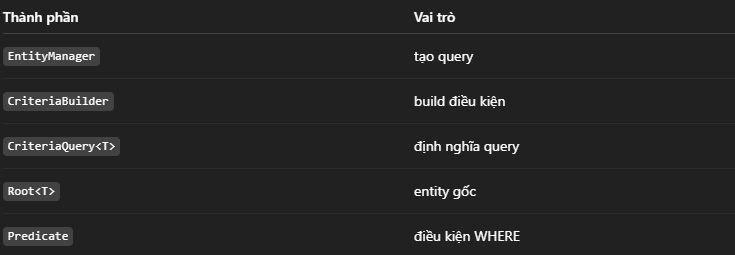 Thành phần Vai trò
EntityManager tạo query
CriteriaBuilder build điều kiện
CriteriaQuery<T> định nghĩa query
Root<T> entity gốc
Predicate điều kiện WHERE